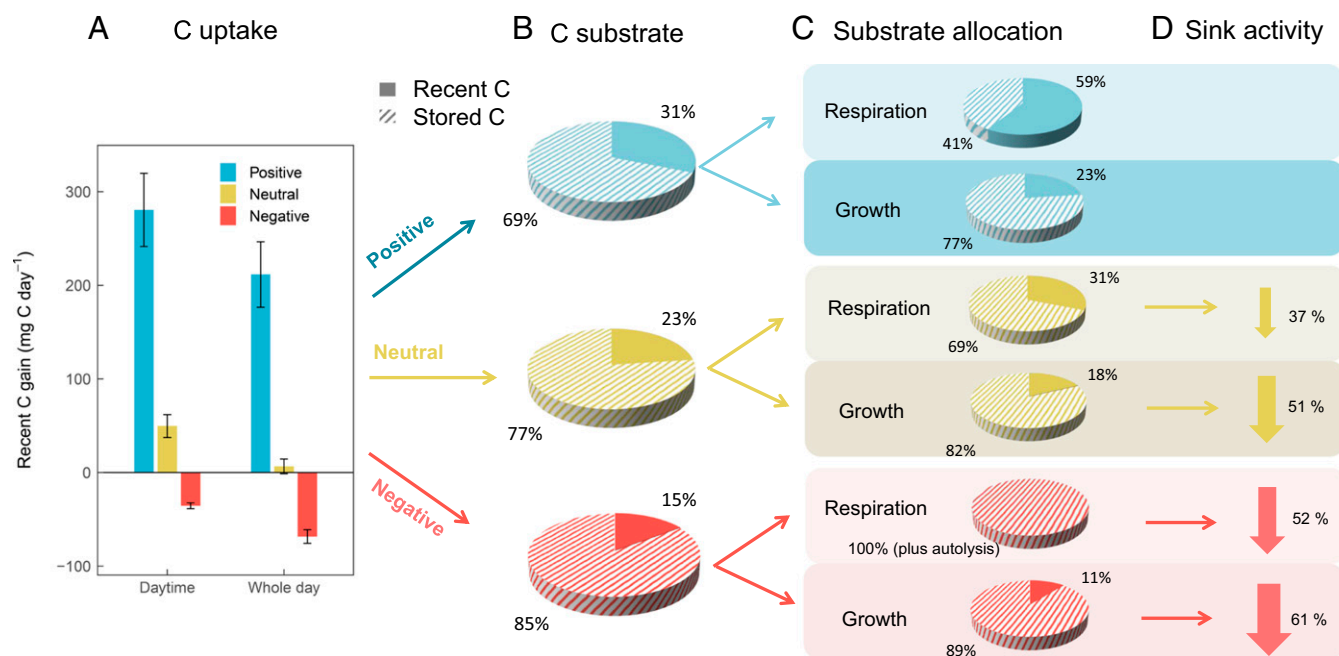 A C uptake
B C substrate
C Substrate allocation
D Sink activity
Recent C
Stored C
Recent C gain (mg C day⁻¹)
300
200
100
0
−100
Positive
Neutral
Negative
Daytime Whole day
Positive
Neutral
Negative
31%
69%
23%
77%
15%
85%
Respiration
59%
41%
Growth
23%
77%
Respiration
31%
69%
37 %
Growth
18%
82%
51 %
Respiration
100% (plus autolysis)
52 %
Growth
11%
89%
61 %